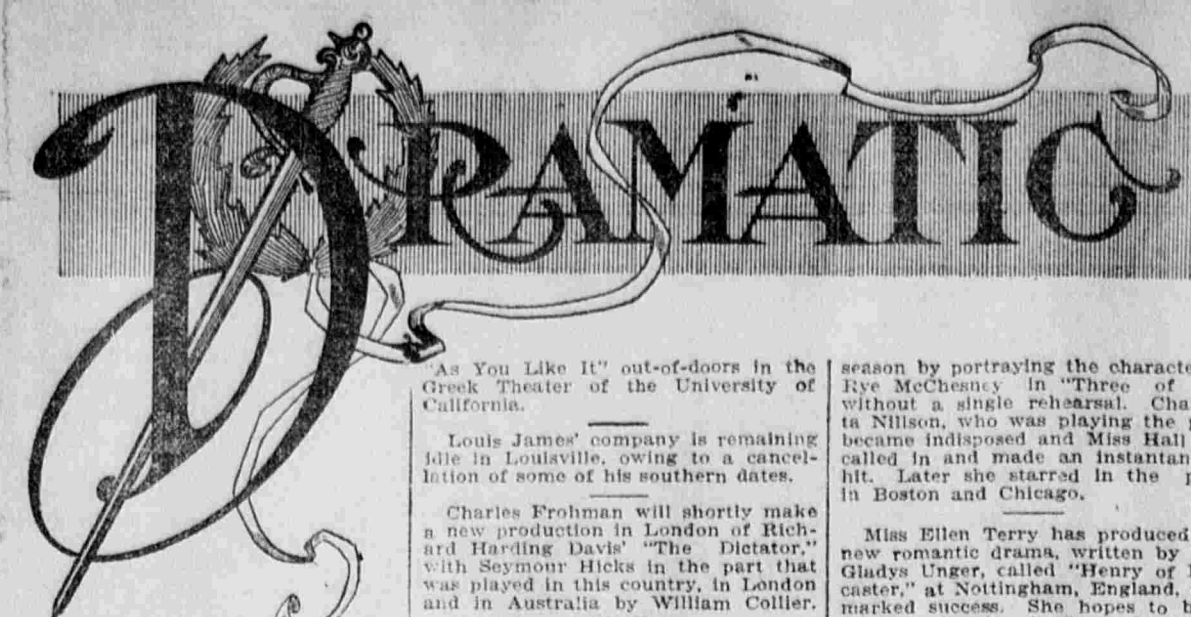 DRAMATIC
"As You Like It" out-of-doors in the
Greek Theater of the University of
California.
Louis James' company is remaining
idle in Louisville, owing to a cancel-
lation of some of his southern dates.
Charles Frohman will shortly make
a new production in London of Rich-
ard Harding Davis' "The Dictator,"
with Seymour Hicks in the part that
was played in this country, in London
and in Australia by William Collier.
season by portraying the characte
Rye McChesney in "Three of
without a single rehearsal. Cha
ta Nillson, who was playing the
became indisposed and Miss Hall
called in and made an instantan
hit. Later she starred in the
in Boston and Chicago.
Miss Ellen Terry has produced
new romantic drama, written by
Gladys Unger, called "Henry of
caster," at Nottingham, England,
marked success. She hopes to b